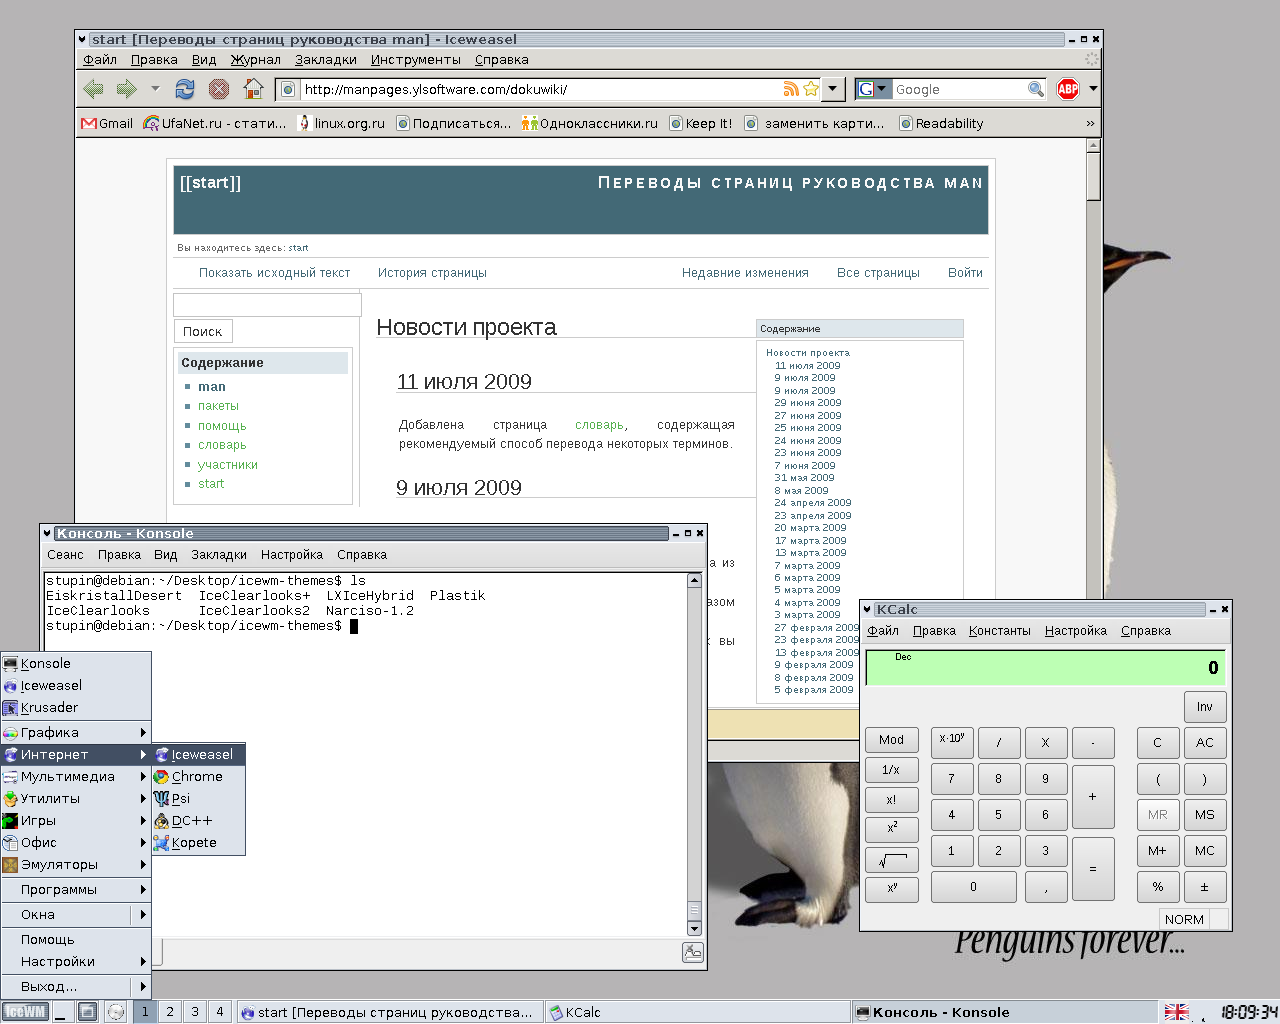 start [Переводы страниц руководства man] - Iceweasel
Файл Правка Вид Журнал Закладки Инструменты Справка
http://manpages.ylsoftware.com/dokuwiki/
G Google
ABP
Gmail UfaNet.ru - стати... linux.org.ru Подписаться... Одноклассники.ru Keep It! заменить карти... Readability »
[[start]] Переводы страниц руководства man
Вы находитесь здесь: start
Показать исходный текст История страницы Недавние изменения Все страницы Войти
Поиск
Содержание
man
пакеты
помощь
словарь
участники
start
Новости проекта
11 июля 2009
Добавлена страница словарь, содержащая
рекомендуемый способ перевода некоторых терминов.
9 июля 2009
а из
азом
к вы
Содержание
Новости проекта
11 июля 2009
9 июля 2009
9 июля 2009
29 июня 2009
27 июня 2009
25 июня 2009
24 июня 2009
23 июня 2009
7 июня 2009
31 мая 2009
8 мая 2009
24 апреля 2009
23 апреля 2009
20 марта 2009
17 марта 2009
13 марта 2009
7 марта 2009
6 марта 2009
5 марта 2009
4 марта 2009
3 марта 2009
27 февраля 2009
23 февраля 2009
13 февраля 2009
9 февраля 2009
8 февраля 2009
5 февраля 2009
Консоль - Konsole
Сеанс Правка Вид Закладки Настройка Справка
stupin@debian:~/Desktop/icewm-themes$ ls
EiskristallDesert IceClearlooks+ LXIceHybrid Plastik
IceClearlooks IceClearlooks2 Narciso-1.2
stupin@debian:~/Desktop/icewm-themes$
Konsole
Iceweasel
Krusader
Графика
Интернет
Мультимедиа
Утилиты
Игры
Офис
Эмуляторы
Программы
Окна
Помощь
Настройки
Выход...
Iceweasel
Chrome
Psi
DC++
Kopete
KCalc
Файл Правка Константы Настройка Справка
Dec
0
Inv
Mod x·10^y / X - C AC
1/x 7 8 9 + ( )
x! 4 5 6 MR MS
x² 1 2 3 = M+ MC
√ 0 , % ±
x^y
NORM
Penguins forever...
IceWM 1 2 3 4 start [Переводы страниц руководства... KCalc Консоль - Konsole 18:09:34